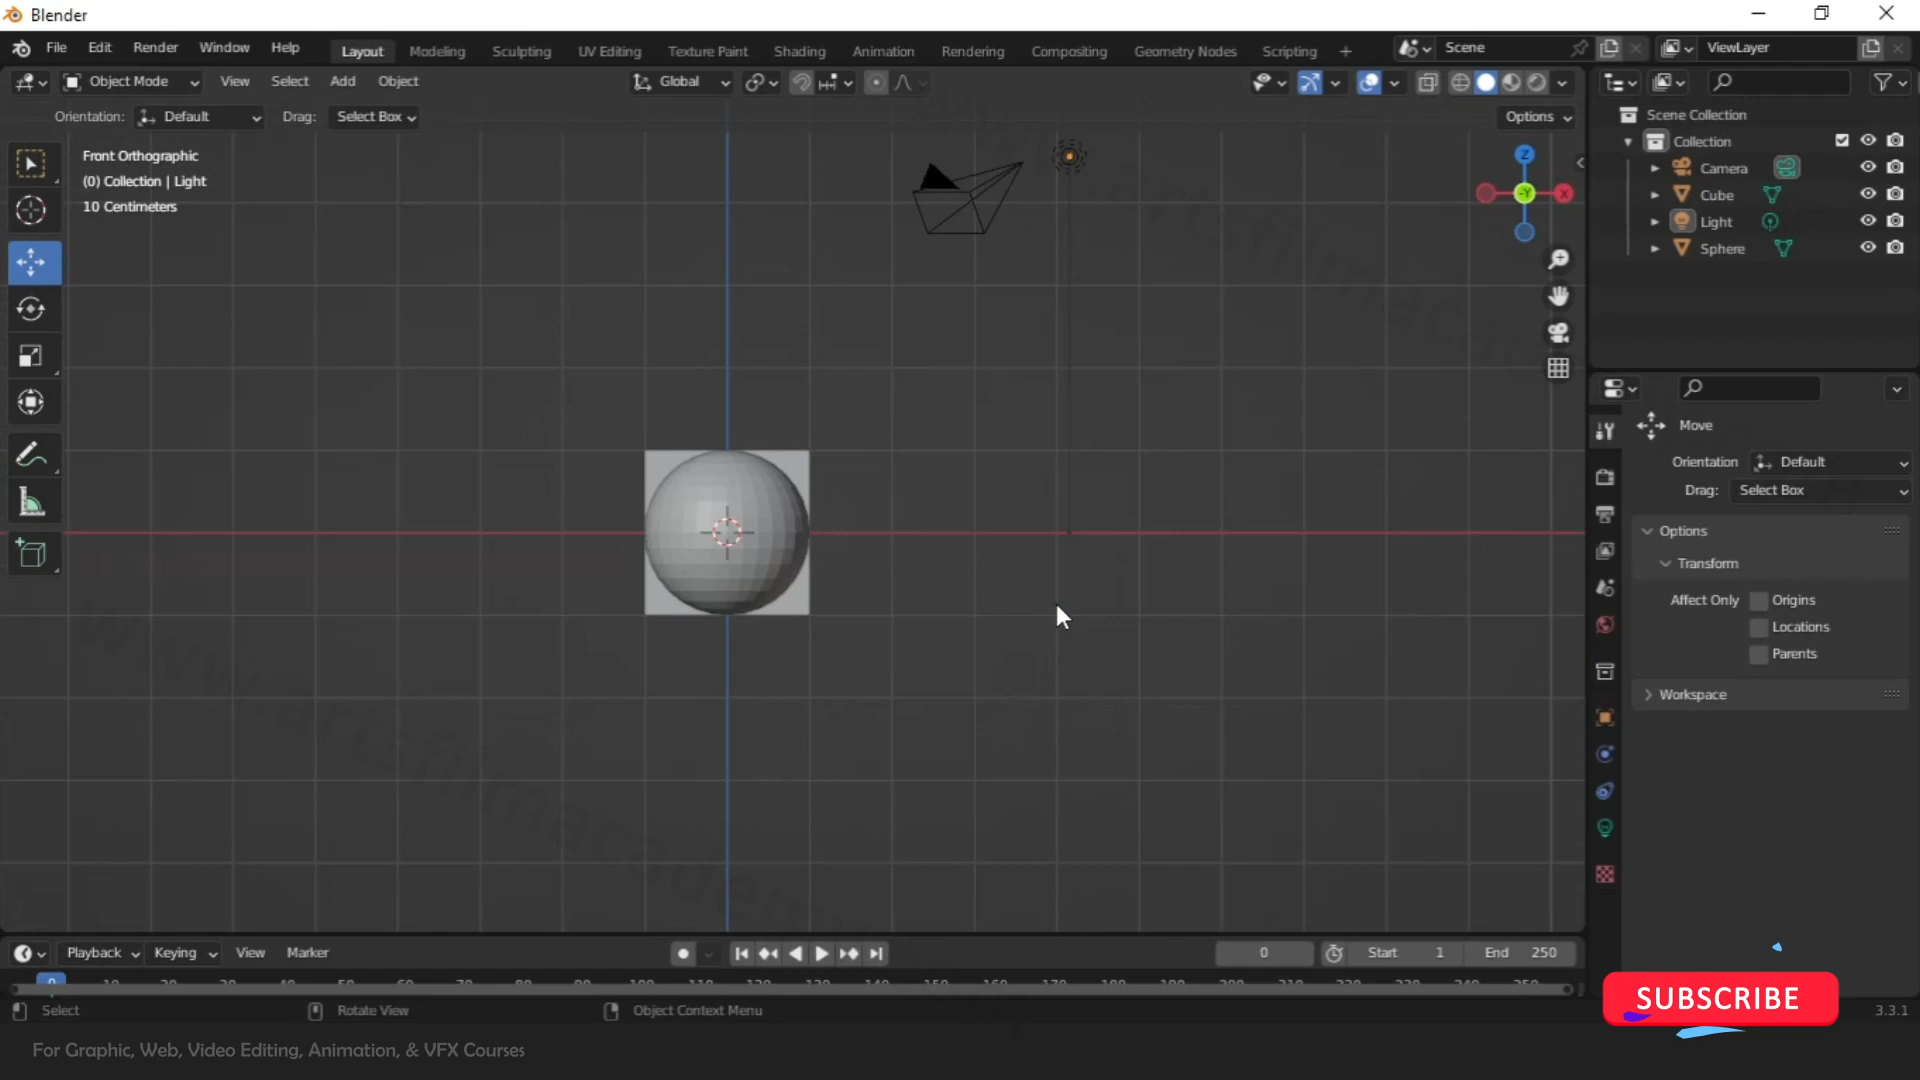 Blender
File Edit Render Window Help Layout Modeling Sculpting UV Editing Texture Paint Shading Animation Rendering Compositing Geometry Nodes Scripting + Scene ViewLayer
Object Mode View Select Add Object Global
Orientation: Default Drag: Select Box Options
Front Orthographic
(0) Collection | Light
10 Centimeters
Z
-Y
X
Scene Collection
Collection
Camera
Cube
Light
Sphere
Move
Orientation Default
Drag: Select Box
Options
Transform
Affect Only Origins
Locations
Parents
Workspace
www.artsfilmacadem
Playback Keying View Marker 0 Start 1 End 250
Select Rotate View Object Context Menu 3.3.1
SUBSCRIBE
For Graphic, Web, Video Editing, Animation, & VFX Courses